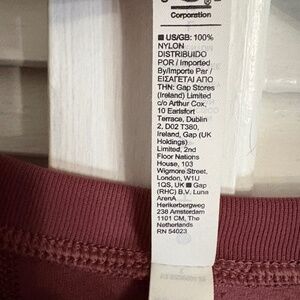 Corporation
■ US/GB: 100%
NYLON
DISTRIBUIDO
POR / Imported
By/Importe Par /
ΕΙΣΑΓΕΤΑΙ ΑΠΟ
ΤΗΝ: Gap Stores
(Ireland) Limited
c/o Arthur Cox,
10 Earlsfort
Terrace, Dublin
2, D02 T380,
Ireland, Gap (UK
Holdings)
Limited, 2nd
Floor Nations
House, 103
Wigmore Street,
London, W1U
1QS, UK ■ Gap
(RHC) B.V. Luna
ArenA
Herikerbergweg
238 Amsterdam
1101 CM, The
Netherlands
RN 54023